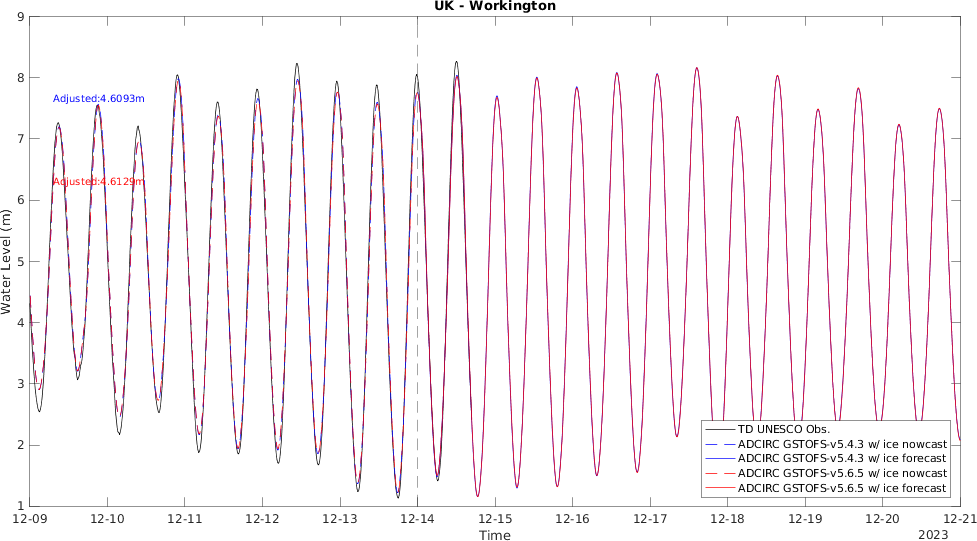 UK - Workington
9
8
7
6
5
4
3
2
1
Water Level (m)
Adjusted:4.6093m
Adjusted:4.6129m
TD UNESCO Obs.
ADCIRC GSTOFS-v5.4.3 w/ ice nowcast
ADCIRC GSTOFS-v5.4.3 w/ ice forecast
ADCIRC GSTOFS-v5.6.5 w/ ice nowcast
ADCIRC GSTOFS-v5.6.5 w/ ice forecast
12-09 12-10 12-11 12-12 12-13 12-14 12-15 12-16 12-17 12-18 12-19 12-20 12-21
Time
2023